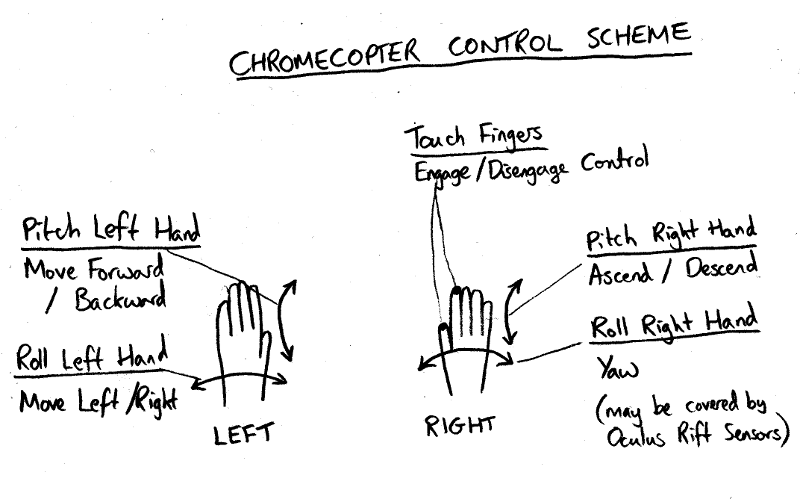 CHROMECOPTER CONTROL SCHEME
Touch Fingers
Engage/Disengage Control
Pitch Left Hand
Move Forward
/ Backward
Roll Left Hand
Move Left/Right
LEFT
Pitch Right Hand
Ascend / Descend
Roll Right Hand
Yaw
(may be covered by
Oculus Rift Sensors)
RIGHT